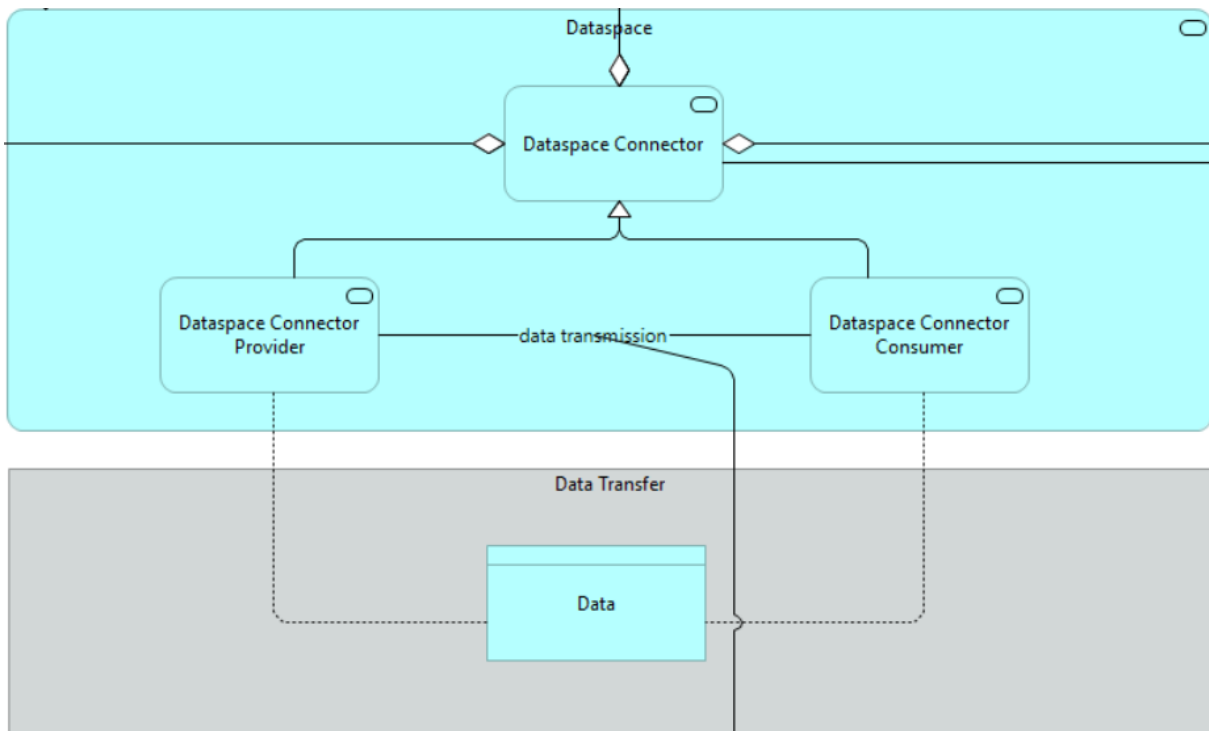 Dataspace
Dataspace Connector
Dataspace Connector
Provider
data transmission
Dataspace Connector
Consumer
Data Transfer
Data